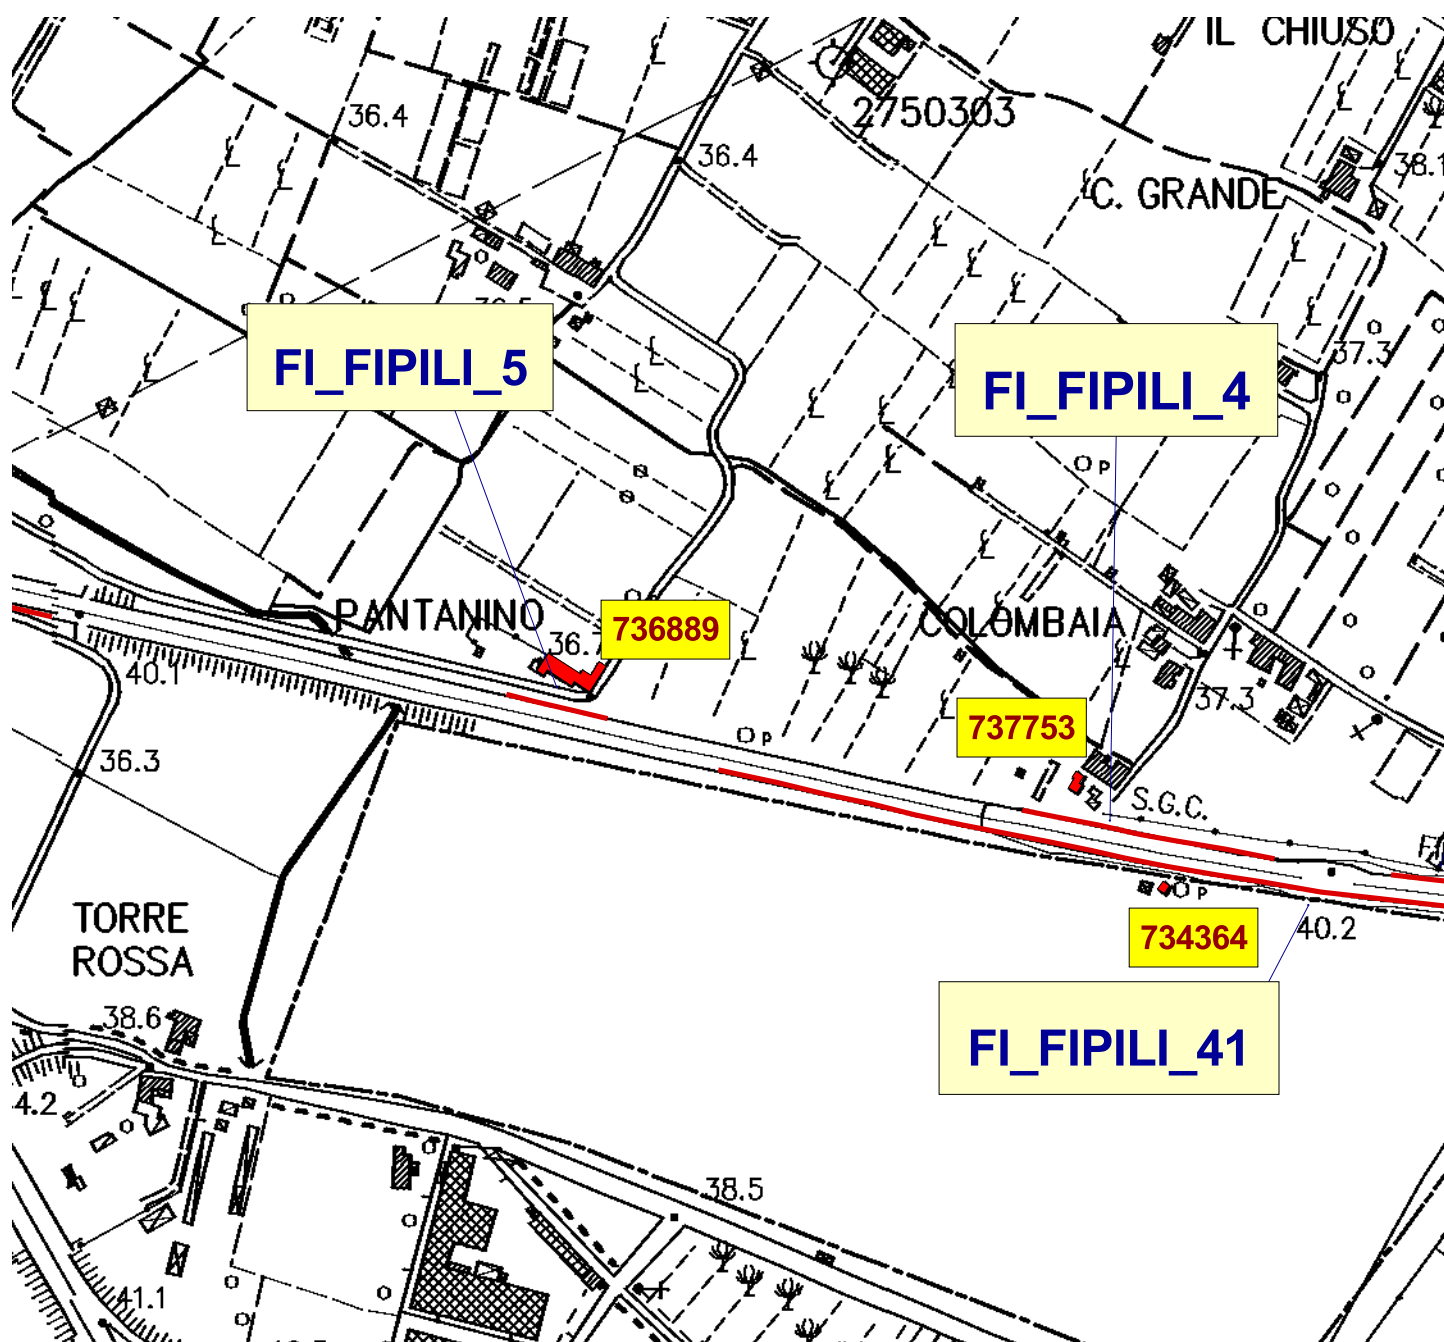 IL CHIUSO
36.4
2750303
36.4
38.1
C. GRANDE
37.3
FI_FIPILI_5
FI_FIPILI_4
P
PANTANINO
36.7
736889
COLOMBAIA
40.1
37.3
737753
P
36.3
S.G.C.
P
734364
40.2
TORRE
ROSSA
38.6
FI_FIPILI_41
4.2
38.5
41.1